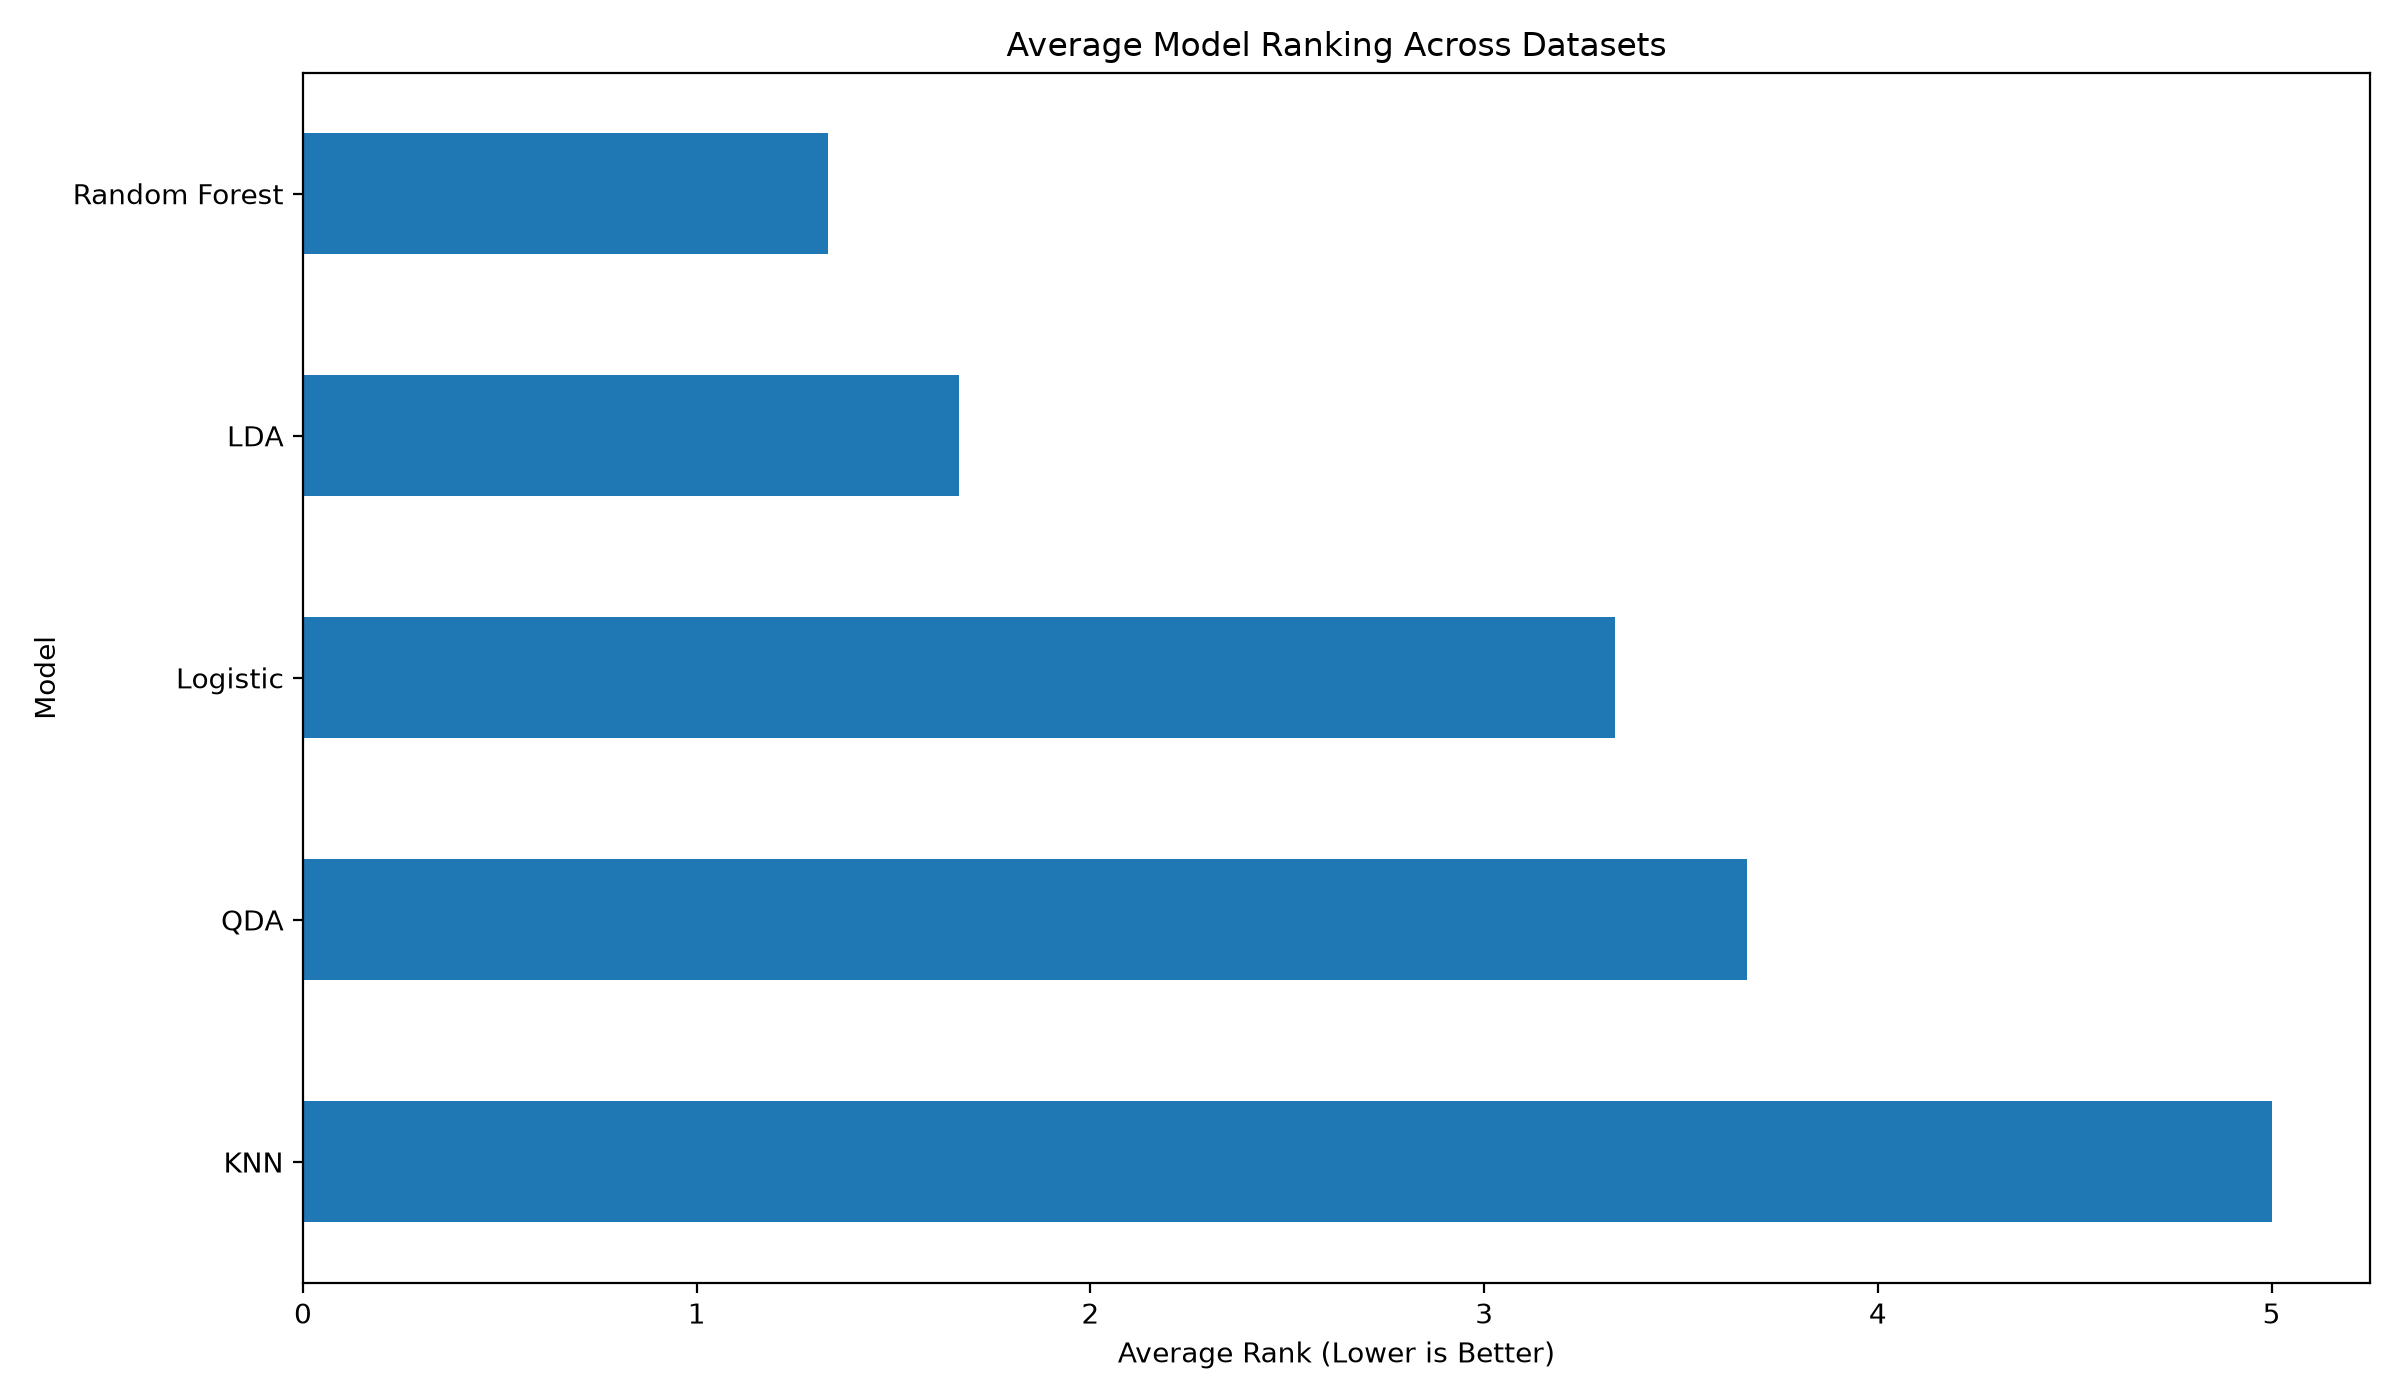 Average Model Ranking Across Datasets
Random Forest
LDA
Logistic
QDA
KNN
Model
0 1 2 3 4 5
Average Rank (Lower is Better)